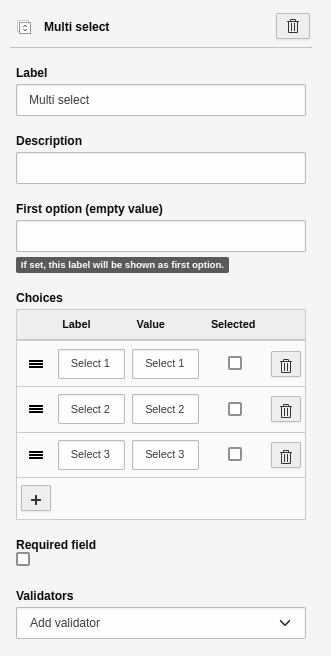 Multi select
Label
Multi select
Description
First option (empty value)
If set, this label will be shown as first option.
Choices
Label Value Selected
Select 1 Select 1
Select 2 Select 2
Select 3 Select 3
Required field
Validators
Add validator